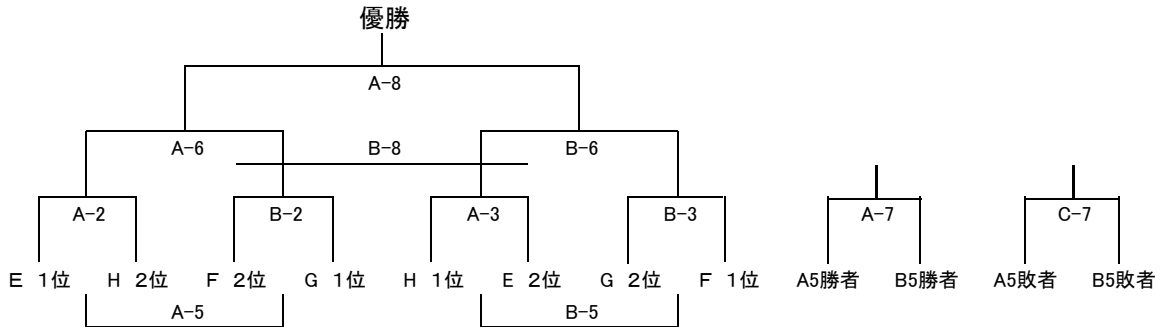 優勝
A-8
A-6 B-8 B-6
A-2 B-2 A-3 B-3 A-7 C-7
E 1位 H 2位 F 2位 G 1位 H 1位 E 2位 G 2位 F 1位 A5勝者 B5勝者 A5敗者 B5敗者
A-5 B-5